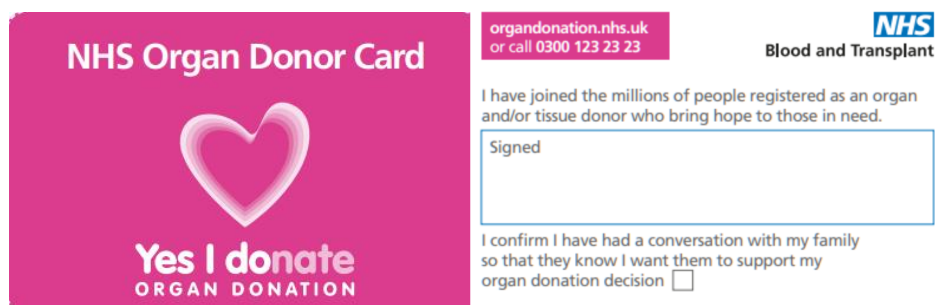 NHS Organ Donor Card
Yes I donate
ORGAN DONATION
organdonation.nhs.uk
or call 0300 123 23 23
NHS
Blood and Transplant
I have joined the millions of people registered as an organ
and/or tissue donor who bring hope to those in need.
Signed
I confirm I have had a conversation with my family
so that they know I want them to support my
organ donation decision